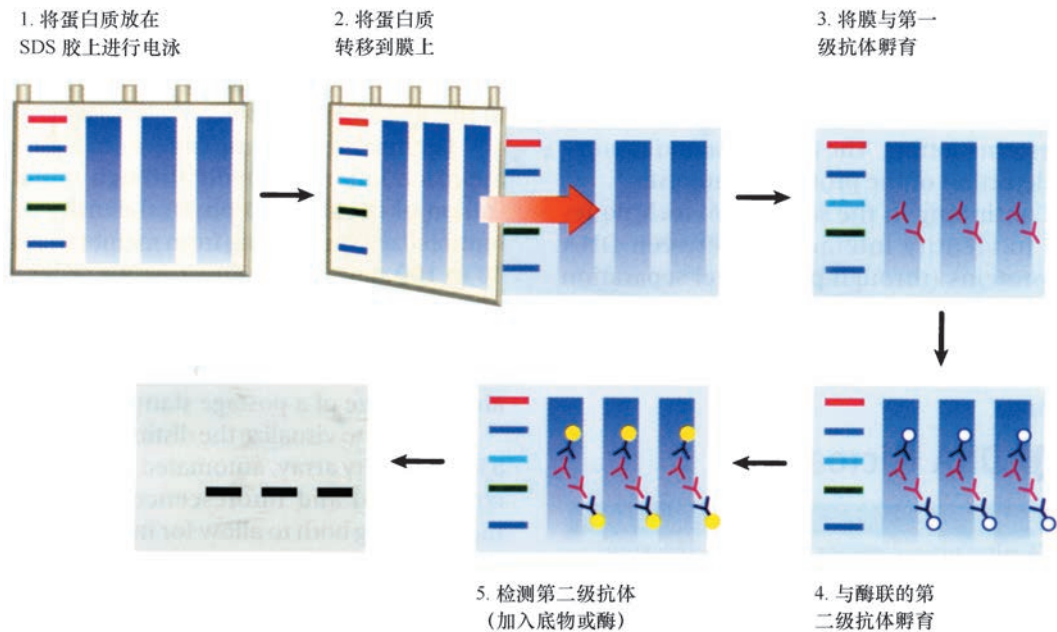 1. 将蛋白质放在
SDS 胶上进行电泳
2. 将蛋白质
转移到膜上
3. 将膜与第一
级抗体孵育
4. 与酶联的第
二级抗体孵育
5. 检测第二级抗体
（加入底物或酶）